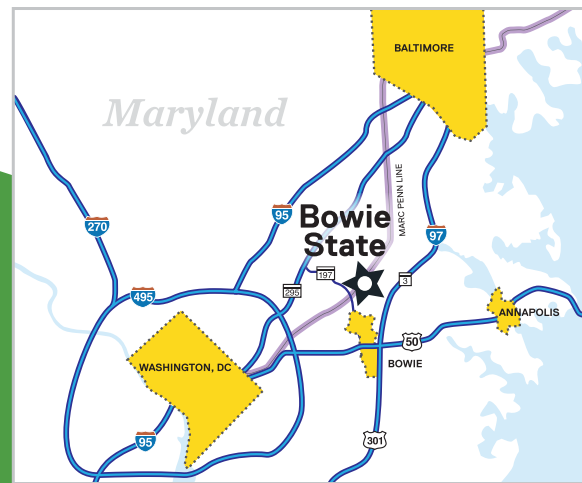 BALTIMORE
Maryland
MARC PENN LINE
95
Bowie
State
270
97
197
3
295
495
ANNAPOLIS
50
WASHINGTON, DC
BOWIE
95
301